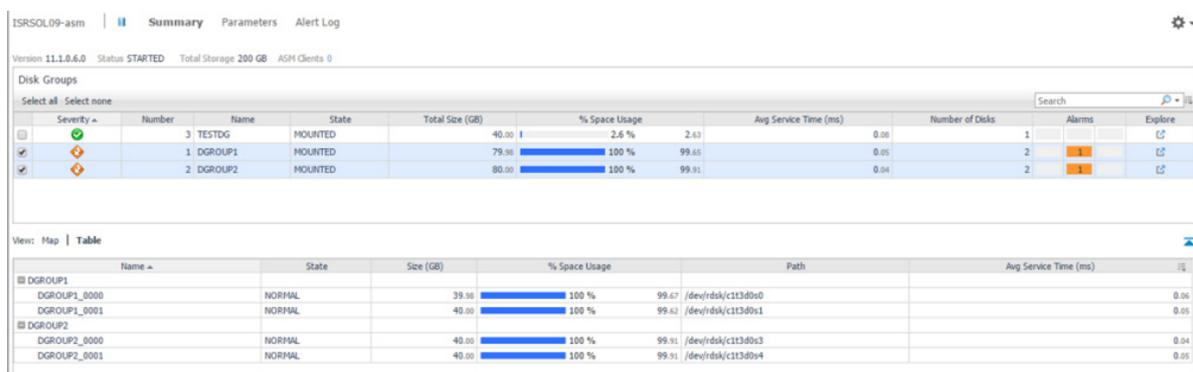 ISRSOL09-asm Summary Parameters Alert Log
Version 11.1.0.6.0 Status STARTED Total Storage 200 GB ASM Clients 0
Disk Groups
Select all Select none Search
Severity Number Name State Total Size (GB) % Space Usage Avg Service Time (ms) Number of Disks Alarms Explore
3 TESTDG MOUNTED 40.00 2.6 % 2.63 0.08 1
1 DGROUP1 MOUNTED 79.98 100 % 99.65 0.05 2 1
2 DGROUP2 MOUNTED 80.00 100 % 99.91 0.04 2 1
View: Map | Table
Name State Size (GB) % Space Usage Path Avg Service Time (ms)
DGROUP1
DGROUP1_0000 NORMAL 39.98 100 % 99.67 /dev/rdsk/c1t3d0s0 0.06
DGROUP1_0001 NORMAL 40.00 100 % 99.62 /dev/rdsk/c1t3d0s1 0.05
DGROUP2
DGROUP2_0000 NORMAL 40.00 100 % 99.91 /dev/rdsk/c1t3d0s3 0.04
DGROUP2_0001 NORMAL 40.00 100 % 99.91 /dev/rdsk/c1t3d0s4 0.05